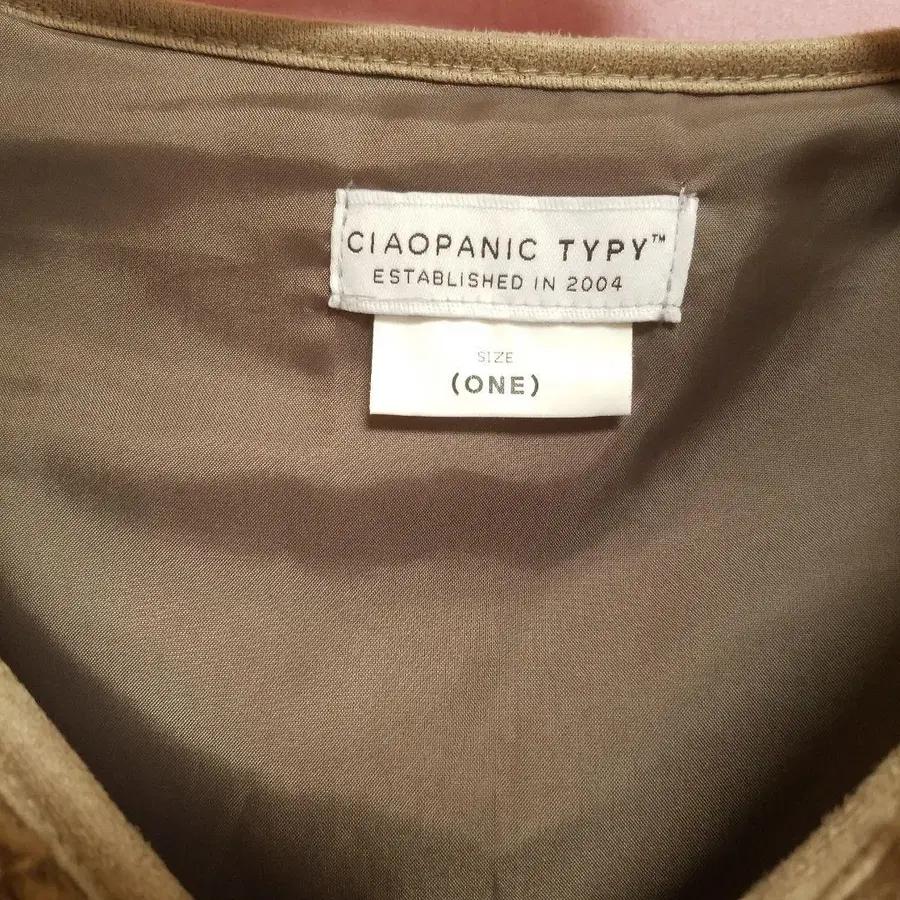 CIAOPANIC TYPY™
ESTABLISHED IN 2004
SIZE
(ONE)